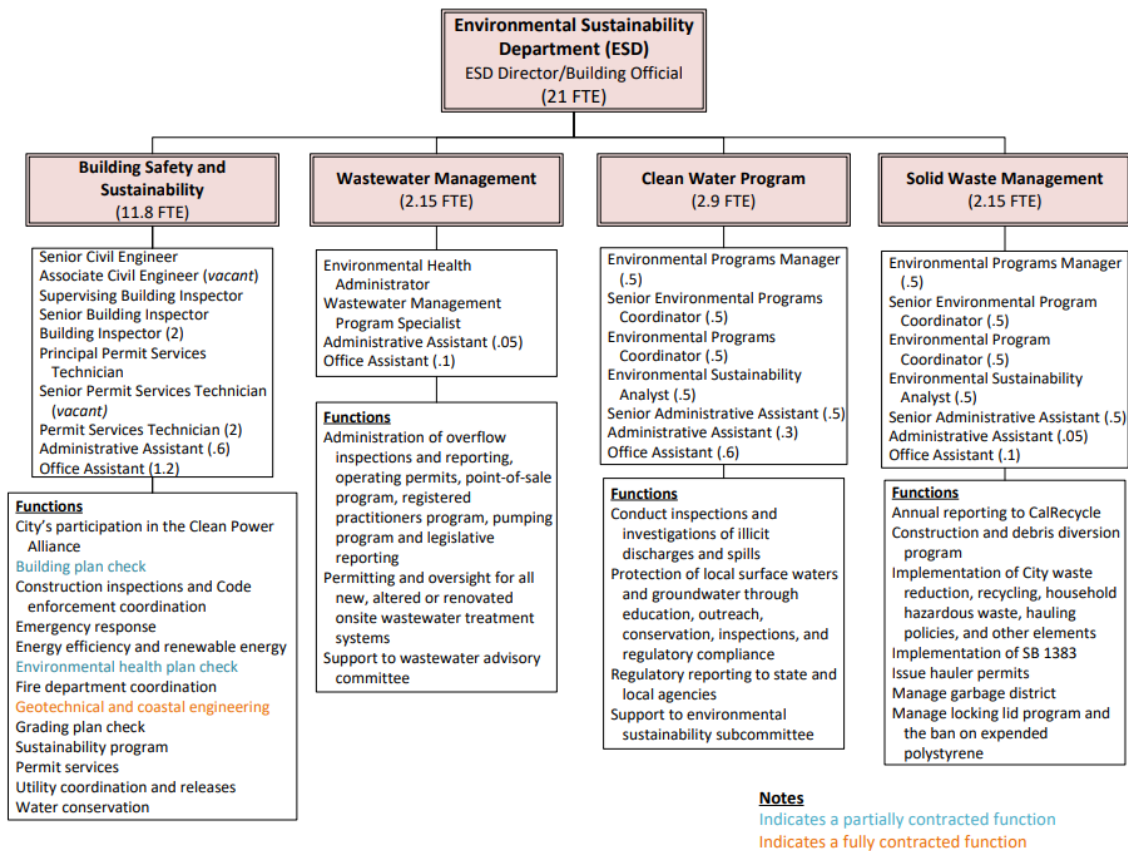 Environmental Sustainability
Department (ESD)
ESD Director/Building Official
(21 FTE)
Building Safety and
Sustainability
(11.8 FTE)
Senior Civil Engineer
Associate Civil Engineer (vacant)
Supervising Building Inspector
Senior Building Inspector
Building Inspector (2)
Principal Permit Services
Technician
Senior Permit Services Technician
(vacant)
Permit Services Technician (2)
Administrative Assistant (.6)
Office Assistant (1.2)
Functions
City's participation in the Clean Power
Alliance
Building plan check
Construction inspections and Code
enforcement coordination
Emergency response
Energy efficiency and renewable energy
Environmental health plan check
Fire department coordination
Geotechnical and coastal engineering
Grading plan check
Sustainability program
Permit services
Utility coordination and releases
Water conservation
Wastewater Management
(2.15 FTE)
Environmental Health
Administrator
Wastewater Management
Program Specialist
Administrative Assistant (.05)
Office Assistant (.1)
Functions
Administration of overflow
inspections and reporting,
operating permits, point-of-sale
program, registered
practitioners program, pumping
program and legislative
reporting
Permitting and oversight for all
new, altered or renovated
onsite wastewater treatment
systems
Support to wastewater advisory
committee
Clean Water Program
(2.9 FTE)
Environmental Programs Manager
(.5)
Senior Environmental Programs
Coordinator (.5)
Environmental Programs
Coordinator (.5)
Environmental Sustainability
Analyst (.5)
Senior Administrative Assistant (.5)
Administrative Assistant (.3)
Office Assistant (.6)
Functions
Conduct inspections and
investigations of illicit
discharges and spills
Protection of local surface waters
and groundwater through
education, outreach,
conservation, inspections, and
regulatory compliance
Regulatory reporting to state and
local agencies
Support to environmental
sustainability subcommittee
Solid Waste Management
(2.15 FTE)
Environmental Programs Manager
(.5)
Senior Environmental Program
Coordinator (.5)
Environmental Program
Coordinator (.5)
Environmental Sustainability
Analyst (.5)
Senior Administrative Assistant (.5)
Administrative Assistant (.05)
Office Assistant (.1)
Functions
Annual reporting to CalRecycle
Construction and debris diversion
program
Implementation of City waste
reduction, recycling, household
hazardous waste, hauling
policies, and other elements
Implementation of SB 1383
Issue hauler permits
Manage garbage district
Manage locking lid program and
the ban on expended
polystyrene
Notes
Indicates a partially contracted function
Indicates a fully contracted function